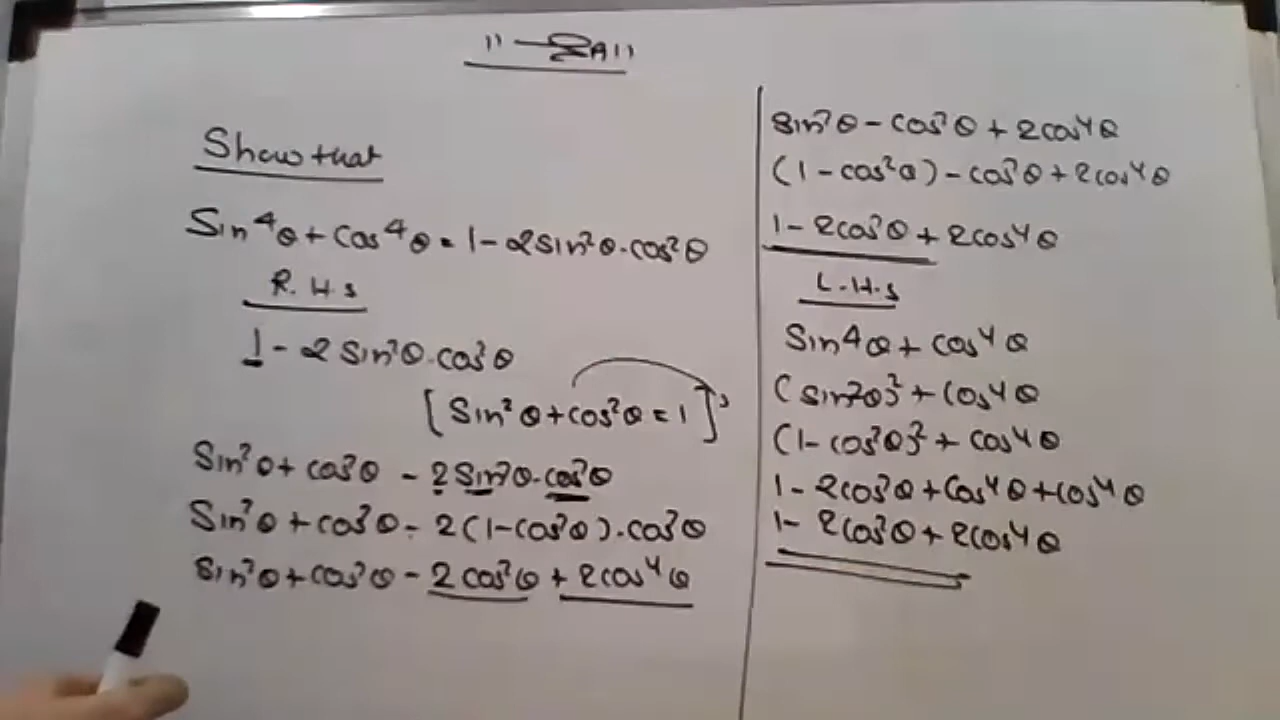 Show that
Sin⁴θ + Cos⁴θ = 1 - 2sin²θ.cos²θ
R.H.S
1 - 2 Sin²θ.cos²θ
[Sin²θ + cos²θ = 1]
Sin²θ + cos²θ - 2 Sin²θ.cos²θ
Sin²θ + cos²θ - 2(1-cos²θ).cos²θ
Sin²θ + cos²θ - 2cos²θ + 2cos⁴θ
Sin²θ - cos²θ + 2cos⁴θ
(1 - cos²θ) - cos²θ + 2cos⁴θ
1 - 2cos²θ + 2cos⁴θ
L.H.S
Sin⁴θ + cos⁴θ
(sin²θ)² + cos⁴θ
(1 - cos²θ)² + cos⁴θ
1 - 2cos²θ + cos⁴θ + cos⁴θ
1 - 2cos²θ + 2cos⁴θ